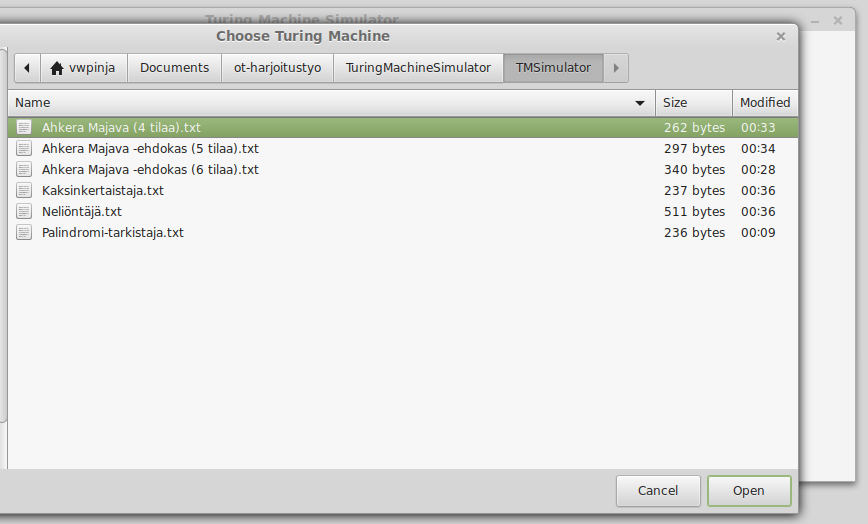 Turing Machine Simulator
Choose Turing Machine
vwpinja Documents ot-harjoitustyo TuringMachineSimulator TMSimulator
Name Size Modified
Ahkera Majava (4 tilaa).txt 262 bytes 00:33
Ahkera Majava -ehdokas (5 tilaa).txt 297 bytes 00:34
Ahkera Majava -ehdokas (6 tilaa).txt 340 bytes 00:28
Kaksinkertaistaja.txt 237 bytes 00:36
Neliöntäjä.txt 511 bytes 00:36
Palindromi-tarkistaja.txt 236 bytes 00:09
Cancel Open